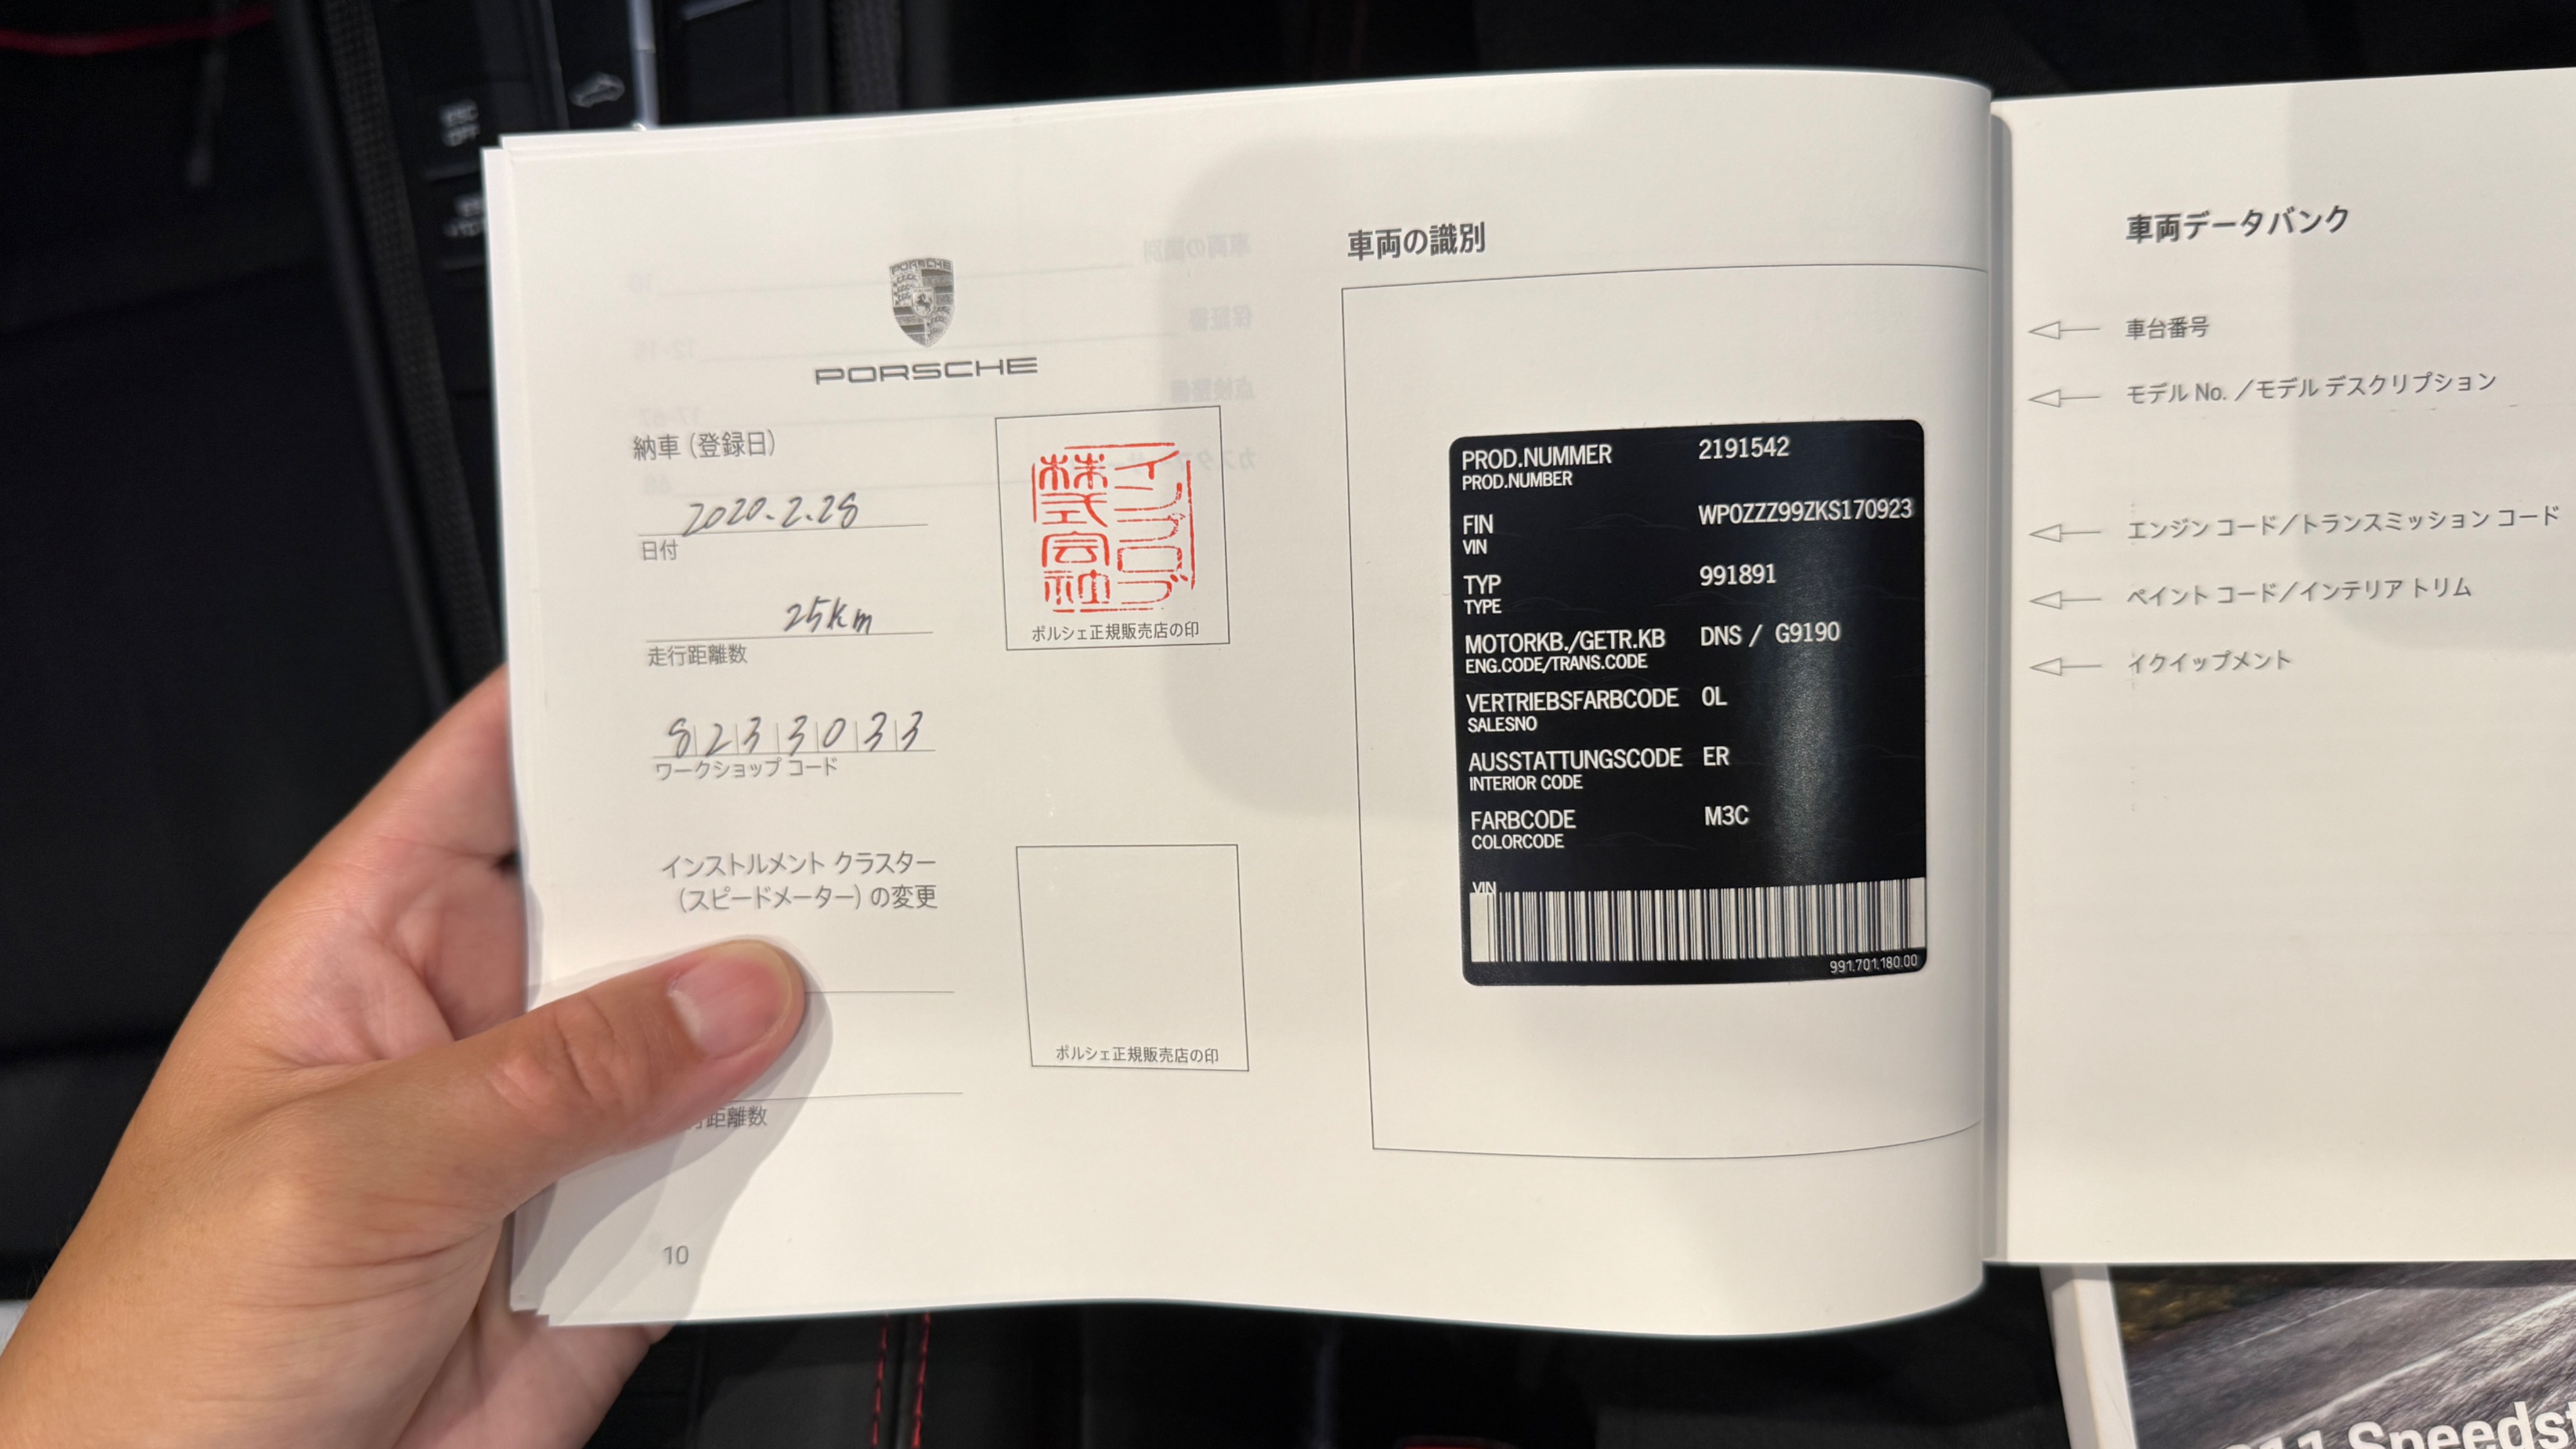 PORSCHE
PORSCHE
納車 (登録日)
2020.2.28
日付
25km
走行距離数
8233033
ワークショップ コード
インプロブ
株式会社
ポルシェ正規販売店の印
インストルメント クラスター
(スピードメーター) の変更
行距離数
ポルシェ正規販売店の印
10
車両の識別
PROD.NUMMER 2191542
PROD.NUMBER
FIN WP0ZZZ99ZKS170923
VIN
TYP 991891
TYPE
MOTORKB./GETR.KB DNS / G9190
ENG.CODE/TRANS.CODE
VERTRIEBSFARBCODE 0L
SALESNO
AUSSTATTUNGSCODE ER
INTERIOR CODE
FARBCODE M3C
COLORCODE
VIN
991.701.180.00
車両データバンク
車台番号
モデル No. ／モデル デスクリプション
エンジン コード／トランスミッション コード
ペイント コード／インテリア トリム
イクイップメント
ESC
OFF
911 Speedst